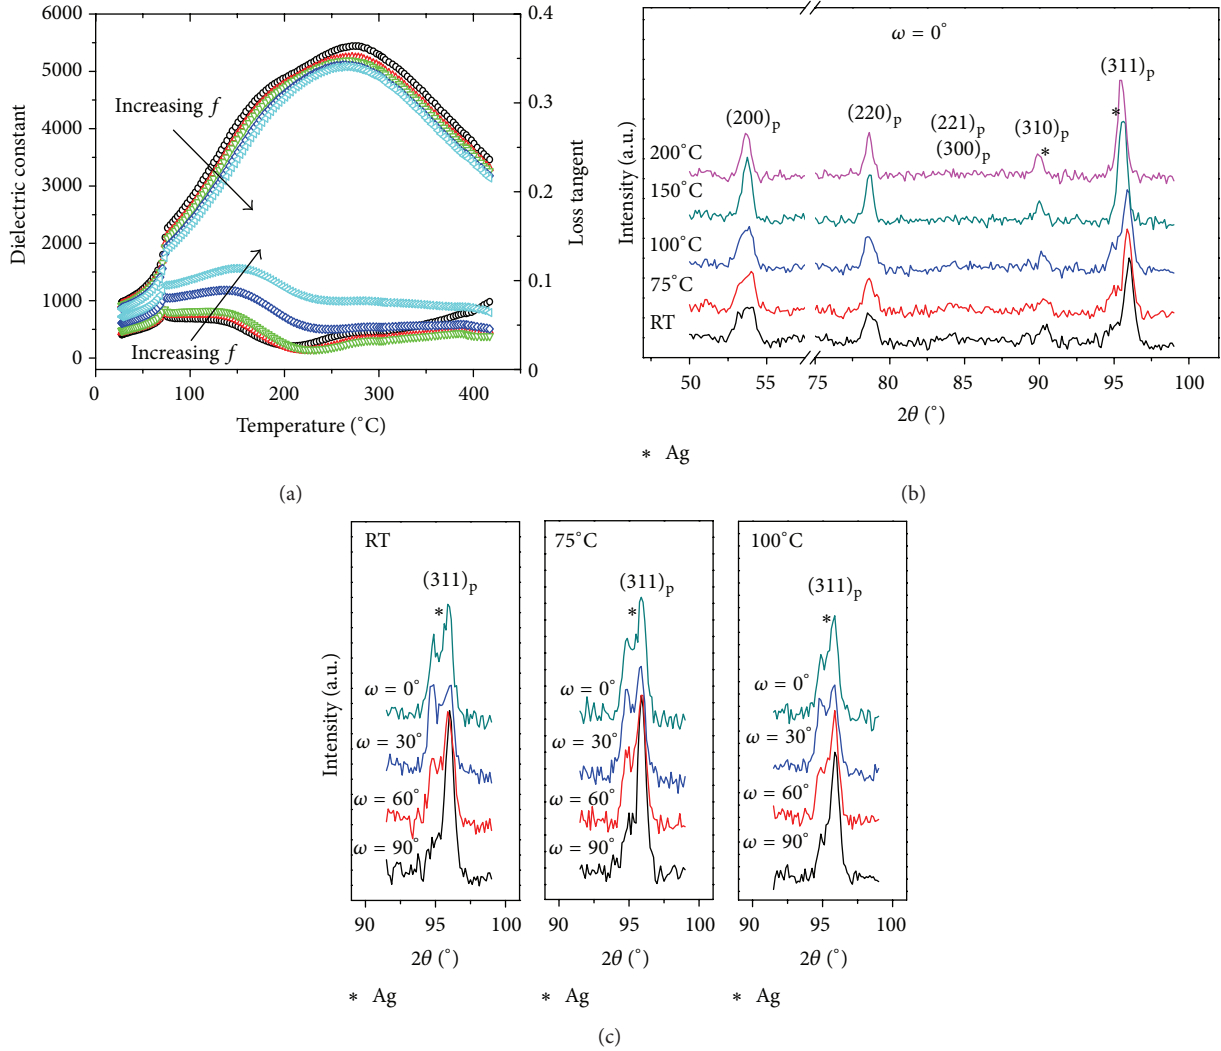 6000
5000
4000
3000
2000
1000
0
Dielectric constant
Increasing f
Increasing f
0.4
0.3
0.2
0.1
0
Loss tangent
0 100 200 300 400
Temperature (°C)
(a)
ω = 0°
Intensity (a.u.)
(200)p
(220)p
(221)p
(300)p
(310)p
*
(311)p
*
200°C
150°C
100°C
75°C
RT
50 55 75 80 85 90 95 100
2θ (°)
* Ag
(b)
Intensity (a.u.)
RT
(311)p
*
ω = 0°
ω = 30°
ω = 60°
ω = 90°
90 95 100
2θ (°)
* Ag
75°C
(311)p
*
ω = 0°
ω = 30°
ω = 60°
ω = 90°
90 95 100
2θ (°)
* Ag
100°C
(311)p
*
ω = 0°
ω = 30°
ω = 60°
ω = 90°
90 95 100
2θ (°)
* Ag
(c)